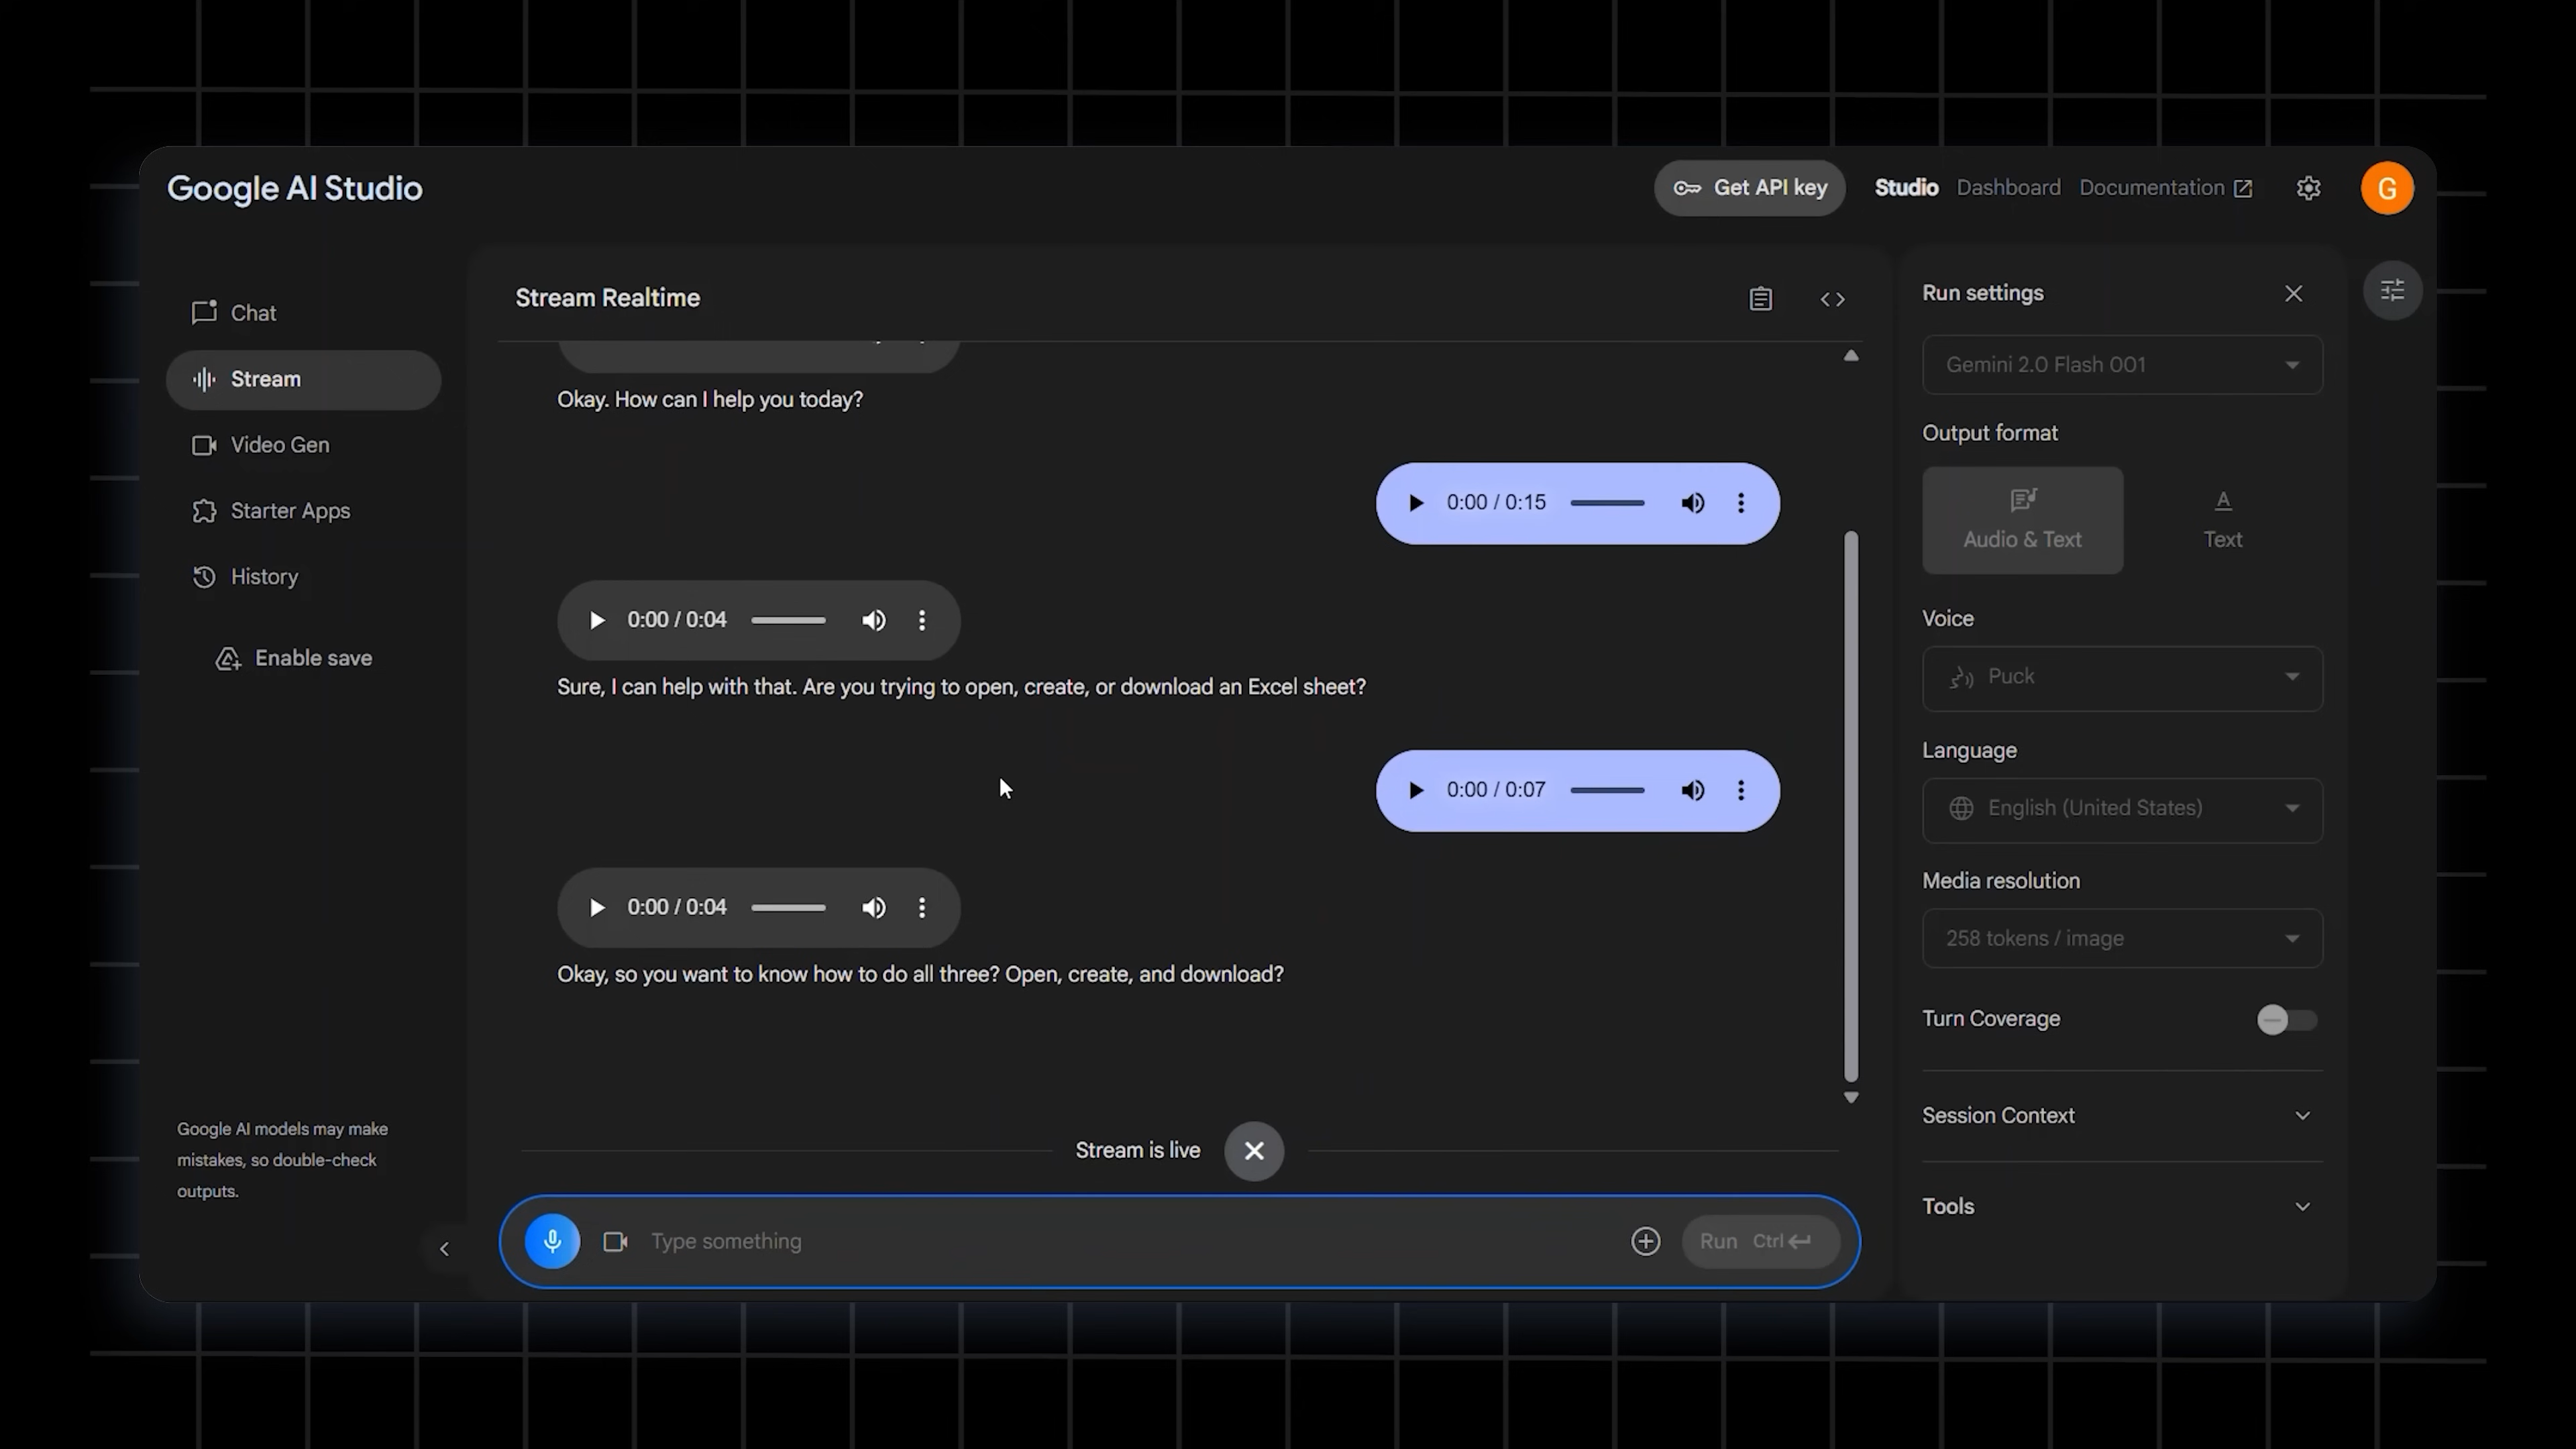 Google AI Studio
Get API key
Studio
Dashboard
Documentation
G
Chat
Stream
Video Gen
Starter Apps
History
Enable save
Google AI models may make
mistakes, so double-check
outputs.
Stream Realtime
Okay. How can I help you today?
0:00 / 0:15
0:00 / 0:04
Sure, I can help with that. Are you trying to open, create, or download an Excel sheet?
0:00 / 0:07
0:00 / 0:04
Okay, so you want to know how to do all three? Open, create, and download?
Stream is live
Type something
Run Ctrl
Run settings
Gemini 2.0 Flash 001
Output format
Audio & Text
A
Text
Voice
Puck
Language
English (United States)
Media resolution
258 tokens / image
Turn Coverage
Session Context
Tools